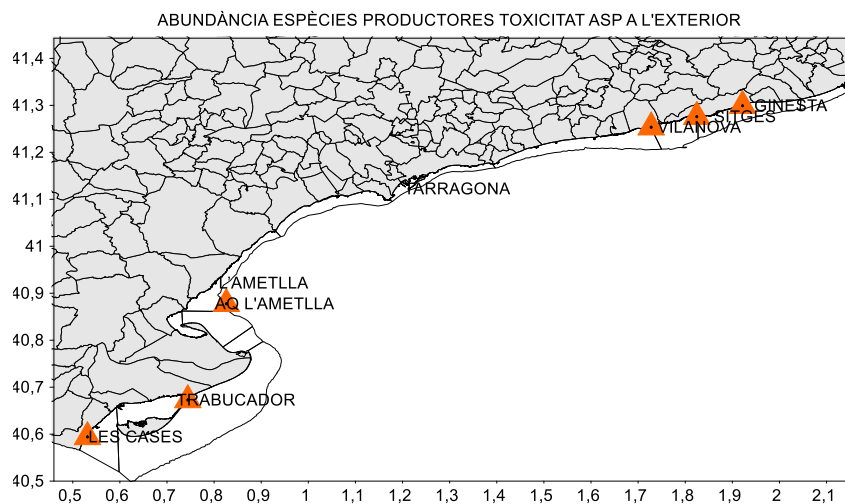 ABUNDÀNCIA ESPÈCIES PRODUCTORES TOXICITAT ASP A L'EXTERIOR
41,4
41,3
GINESTA
SITGES
VILANOVA
41,2
41,1
TARRAGONA
41
L'AMETLLA
40,9
AQ L'AMETLLA
40,8
40,7
TRABUCADOR
40,6
LES CASES
40,5
0,5 0,6 0,7 0,8 0,9 1 1,1 1,2 1,3 1,4 1,5 1,6 1,7 1,8 1,9 2 2,1